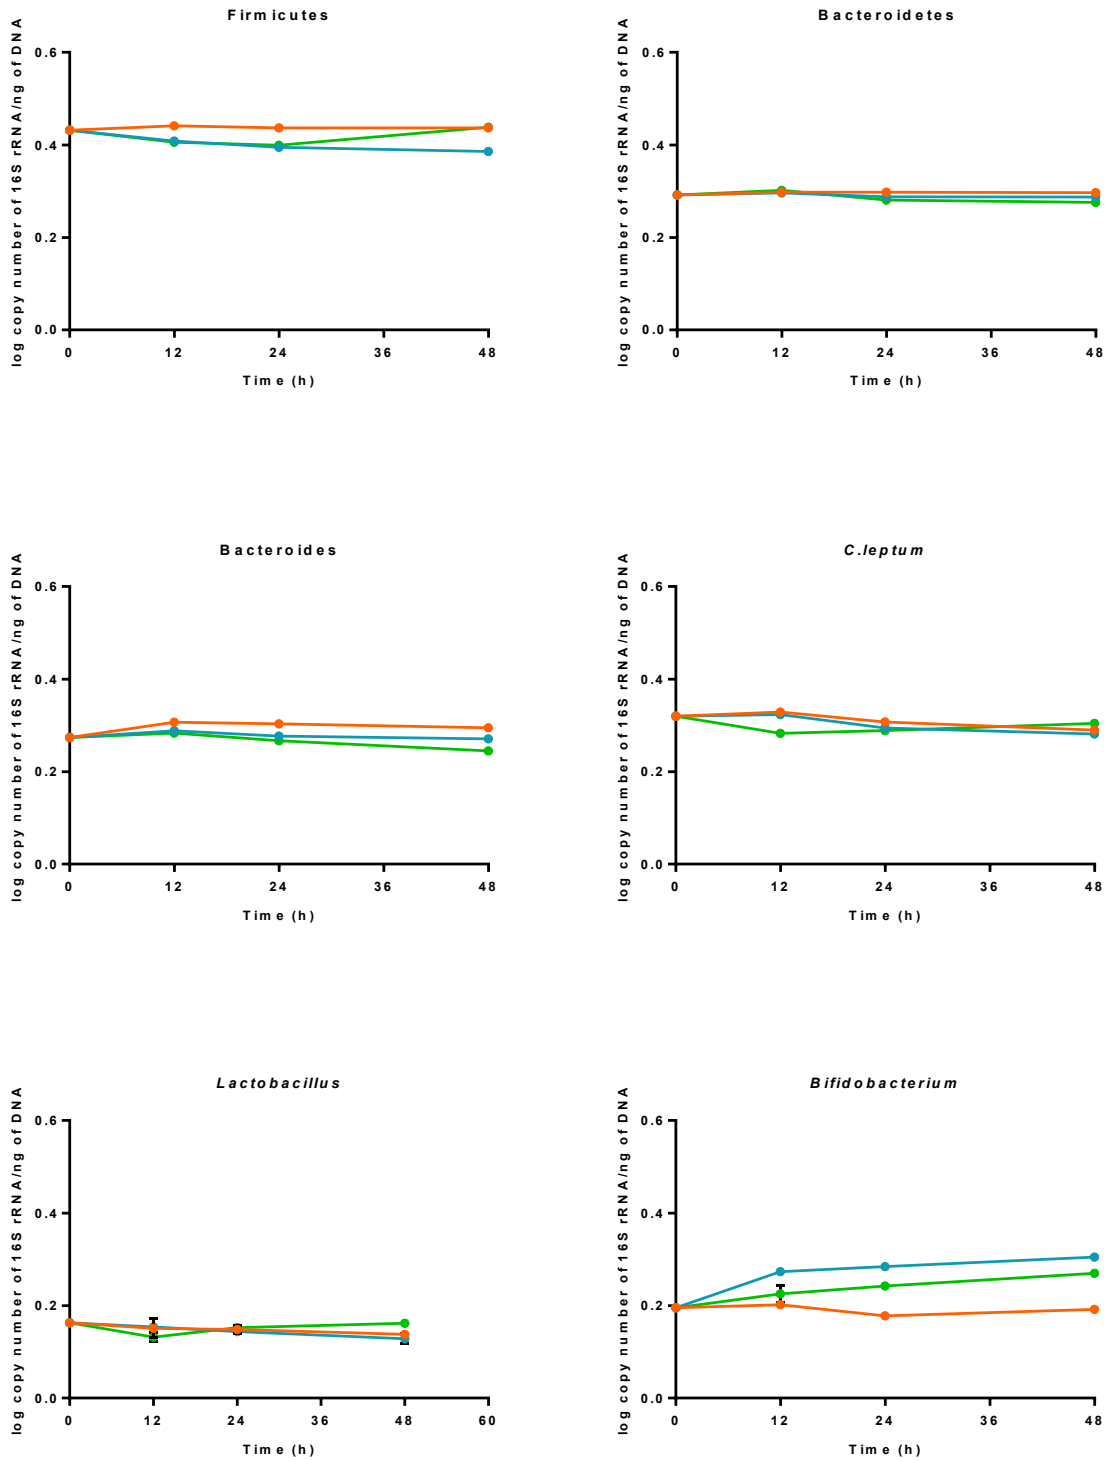 Firmicutes
log copy number of 16S rRNA/ng of DNA
0.6
0.4
0.2
0.0
0 12 24 36 48
Time (h)
Bacteroidetes
log copy number of 16S rRNA/ng of DNA
0.6
0.4
0.2
0.0
0 12 24 36 48
Time (h)
Bacteroides
log copy number of 16S rRNA/ng of DNA
0.6
0.4
0.2
0.0
0 12 24 36 48
Time (h)
C.leptum
log copy number of 16S rRNA/ng of DNA
0.6
0.4
0.2
0.0
0 12 24 36 48
Time (h)
Lactobacillus
log copy number of 16S rRNA/ng of DNA
0.6
0.4
0.2
0.0
0 12 24 36 48 60
Time (h)
Bifidobacterium
log copy number of 16S rRNA/ng of DNA
0.6
0.4
0.2
0.0
0 12 24 36 48
Time (h)